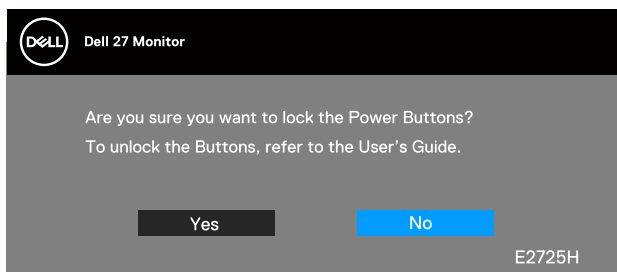 DELL
Dell 27 Monitor
Are you sure you want to lock the Power Buttons?
To unlock the Buttons, refer to the User's Guide.
Yes No
E2725H